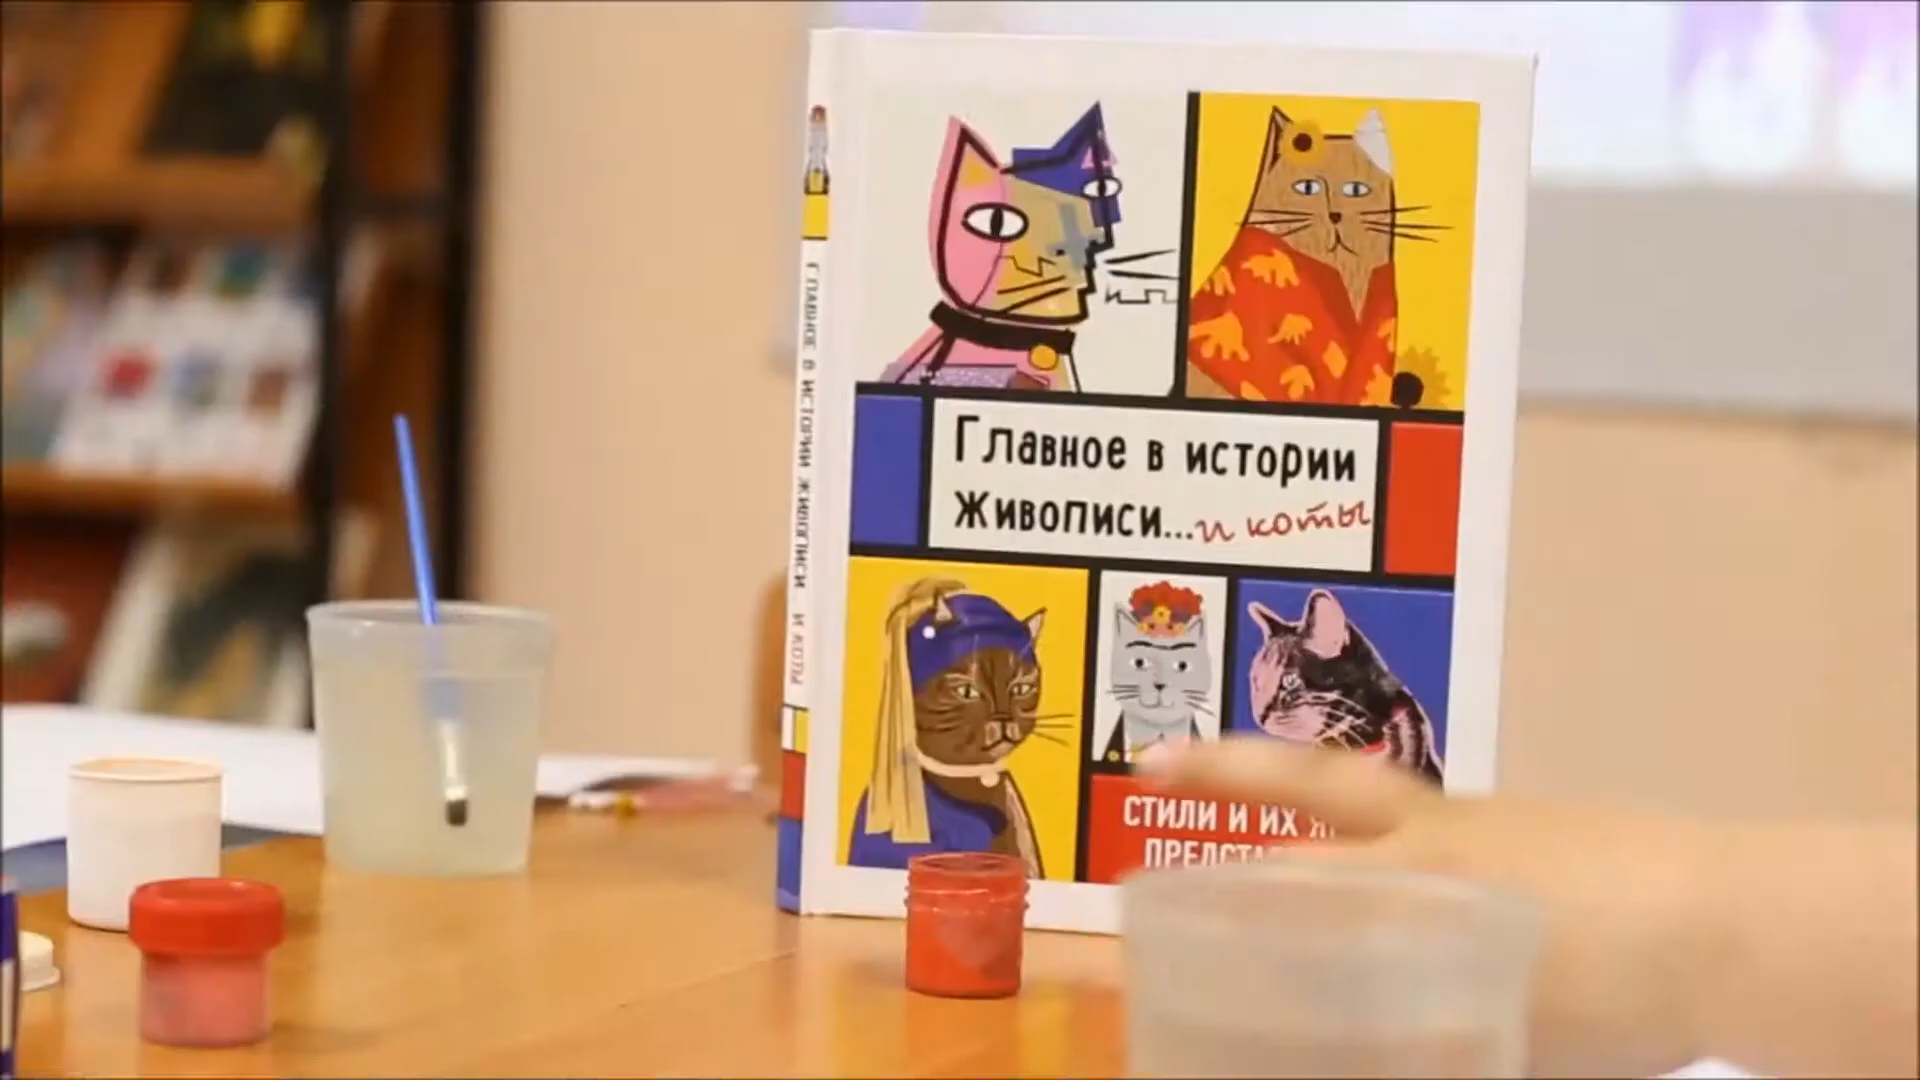 Главное в истории
живописи...и коты
СТИЛИ И ИХ
ГЛАВНОЕ В ИСТОРИИ ЖИВОПИСИ И КОТЫ